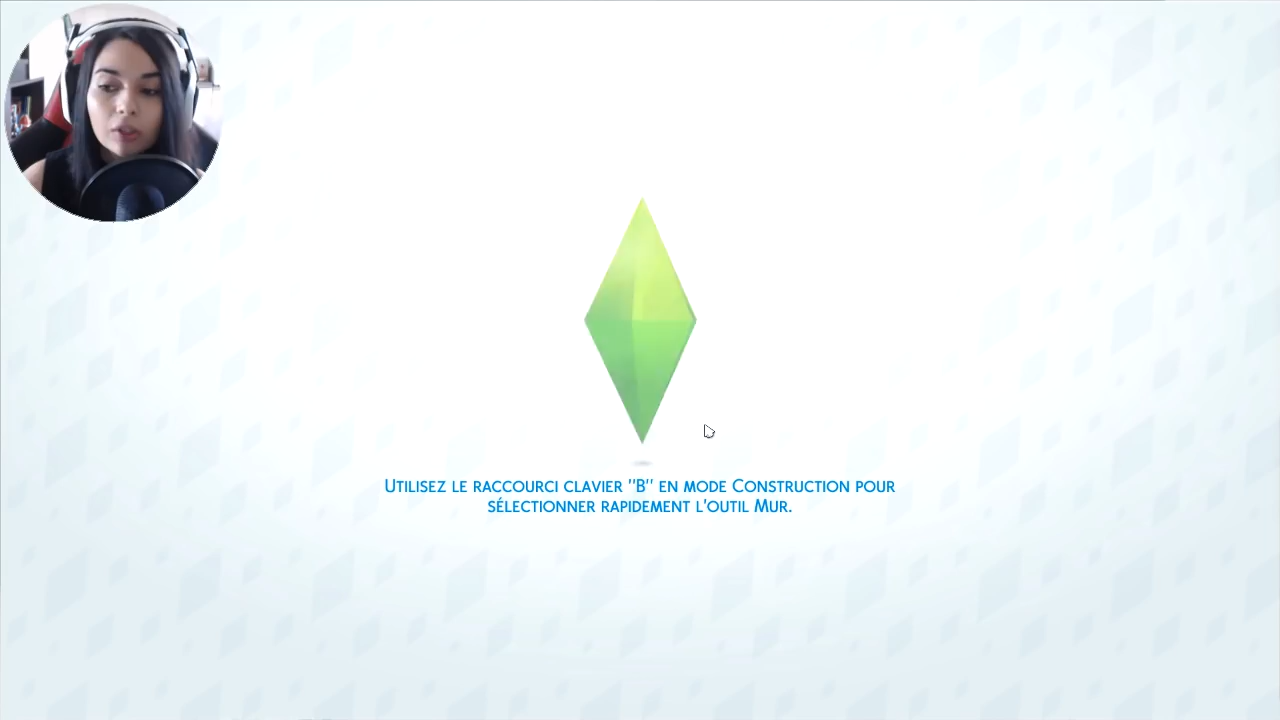 Utilisez le raccourci clavier "B" en mode Construction pour
sélectionner rapidement l'outil Mur.